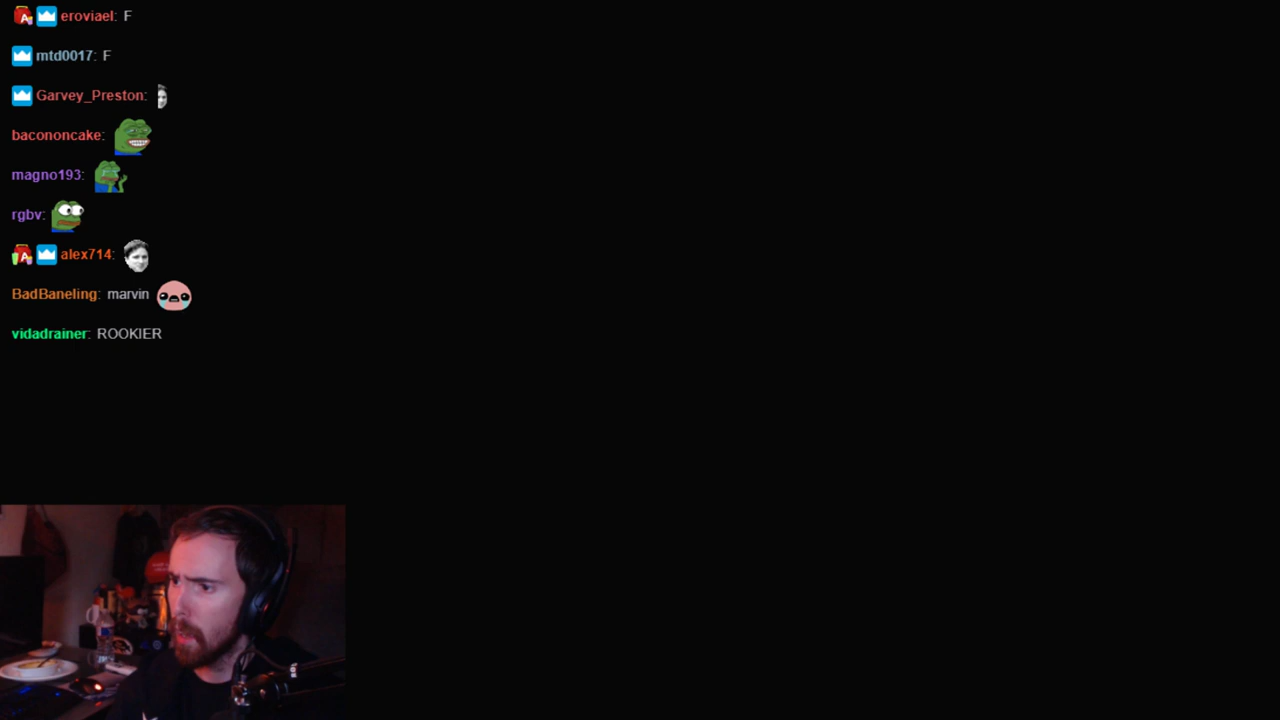 eroviael: F
mtd0017: F
Garvey_Preston:
bacononcake:
magno193:
rgbv:
alex714:
BadBaneling: marvin
vidadrainer: ROOKIER